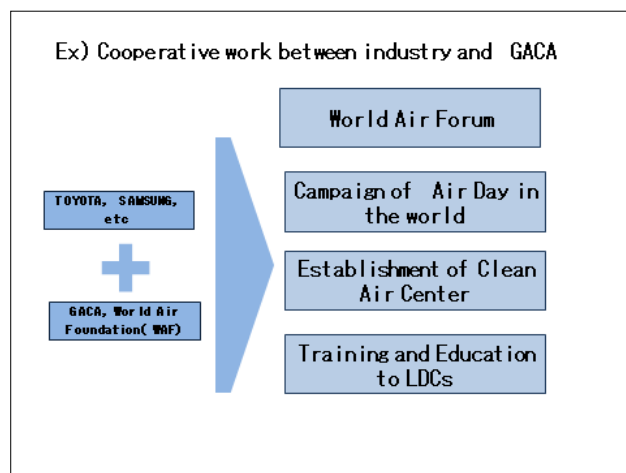 Ex) Cooperative work between industry and GACA
World Air Forum
TOYOTA, SAMSUNG,
etc
Campaign of Air Day in
the world
Establishment of Clean
Air Center
GACA, World Air
Foundation( WAF)
Training and Education
to LDCs